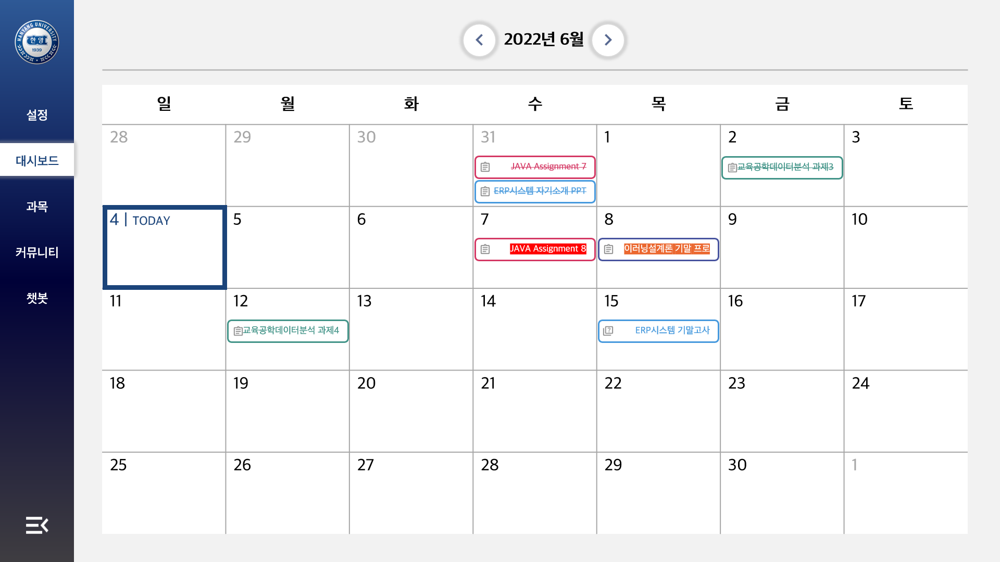 HANYANG UNIVERSITY
한양
1939
설정
대시보드
과목
커뮤니티
챗봇
2022년 6월
일 월 화 수 목 금 토
28 29 30 31 1 2 3
JAVA Assignment 7
교육공학데이터분석 과제3
ERP시스템 자기소개 PPT
4 | TODAY 5 6 7 8 9 10
JAVA Assignment 8
이러닝설계론 기말 프로
11 12 13 14 15 16 17
교육공학데이터분석 과제4
ERP시스템 기말고사
18 19 20 21 22 23 24
25 26 27 28 29 30 1